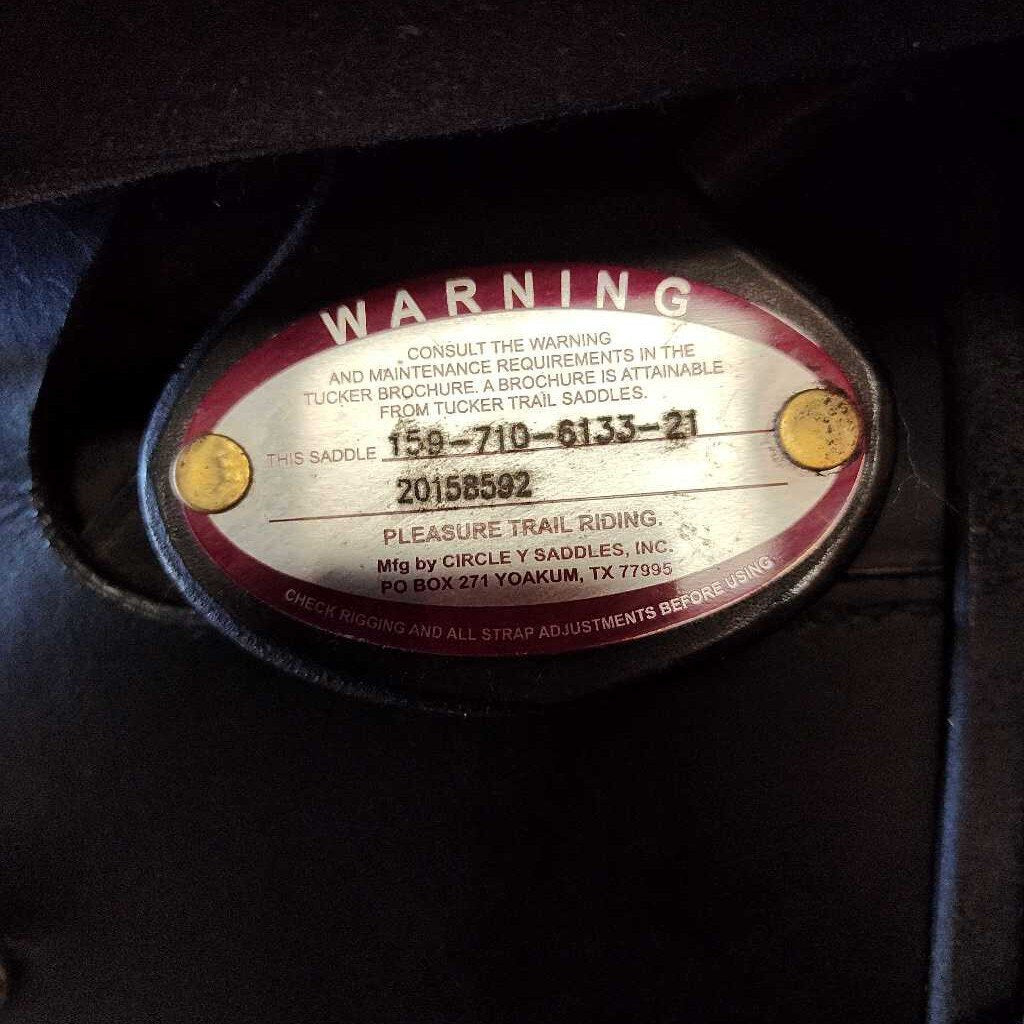 WARNING
CONSULT THE WARNING
AND MAINTENANCE REQUIREMENTS IN THE
TUCKER BROCHURE. A BROCHURE IS ATTAINABLE
FROM TUCKER TRAIL SADDLES.
THIS SADDLE 159-710-6133-21
20158592
PLEASURE TRAIL RIDING.
Mfg by CIRCLE Y SADDLES, INC.
PO BOX 271 YOAKUM, TX 77995
CHECK RIGGING AND ALL STRAP ADJUSTMENTS BEFORE USING.